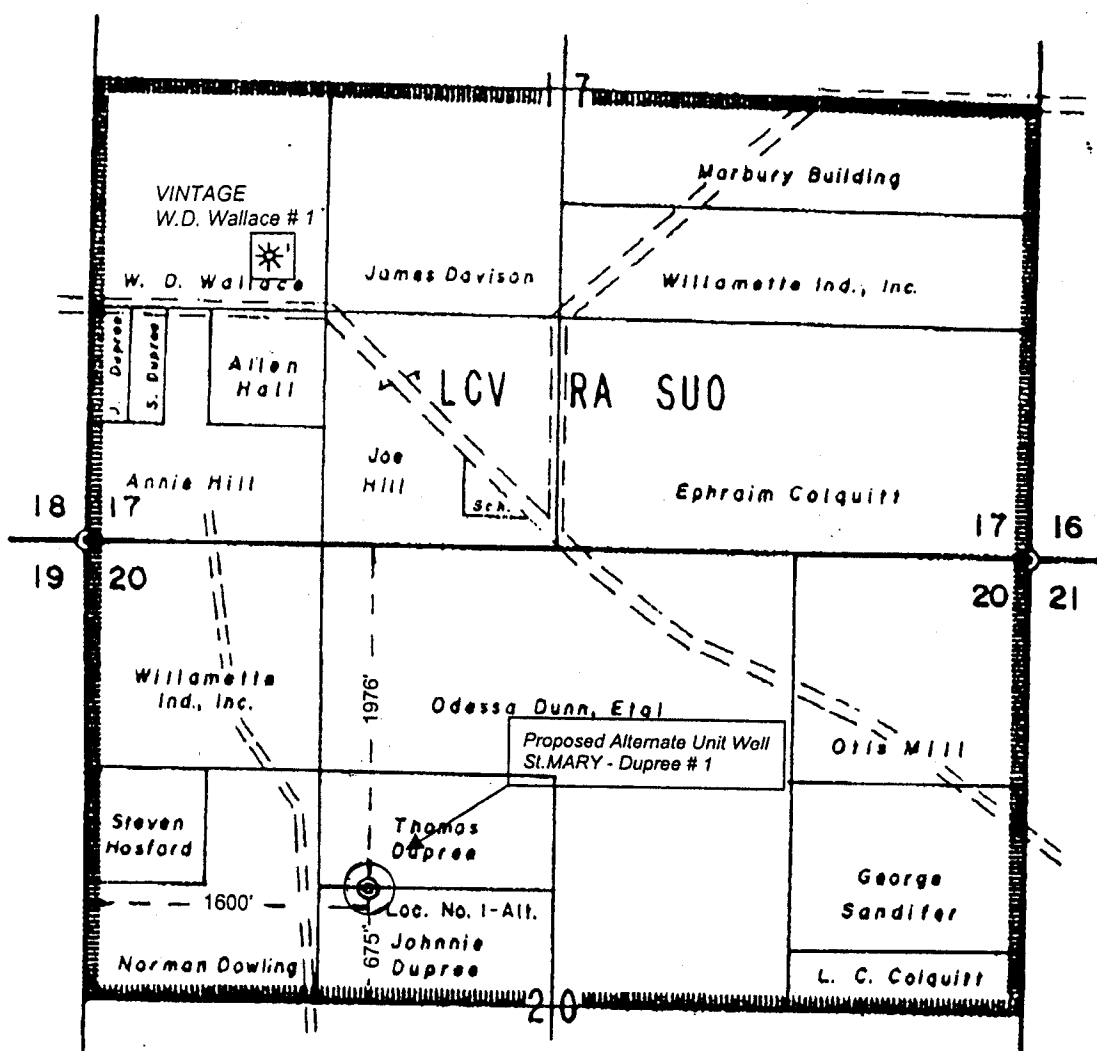 17
Marbury Building
VINTAGE
W.D. Wallace # 1
1
W. D. Wallace
James Davison
Willamette Ind., Inc.
J. Dupree
S. Dupree
Allen
Hall
LCV RA SUO
Annie Hill
Joe
Hill
Sch.
Ephraim Colquitt
18 17
17 16
19 20
20 21
Willamette
Ind., Inc.
1976'
Odessa Dunn, Etal
Proposed Alternate Unit Well
St.MARY - Dupree # 1
Otis Mill
Steven
Hosford
Thomas
Dupree
George
Sandifer
1600'
Loc. No. 1-Alt.
675'
Johnnie
Dupree
Norman Dowling
L. C. Colquitt
20